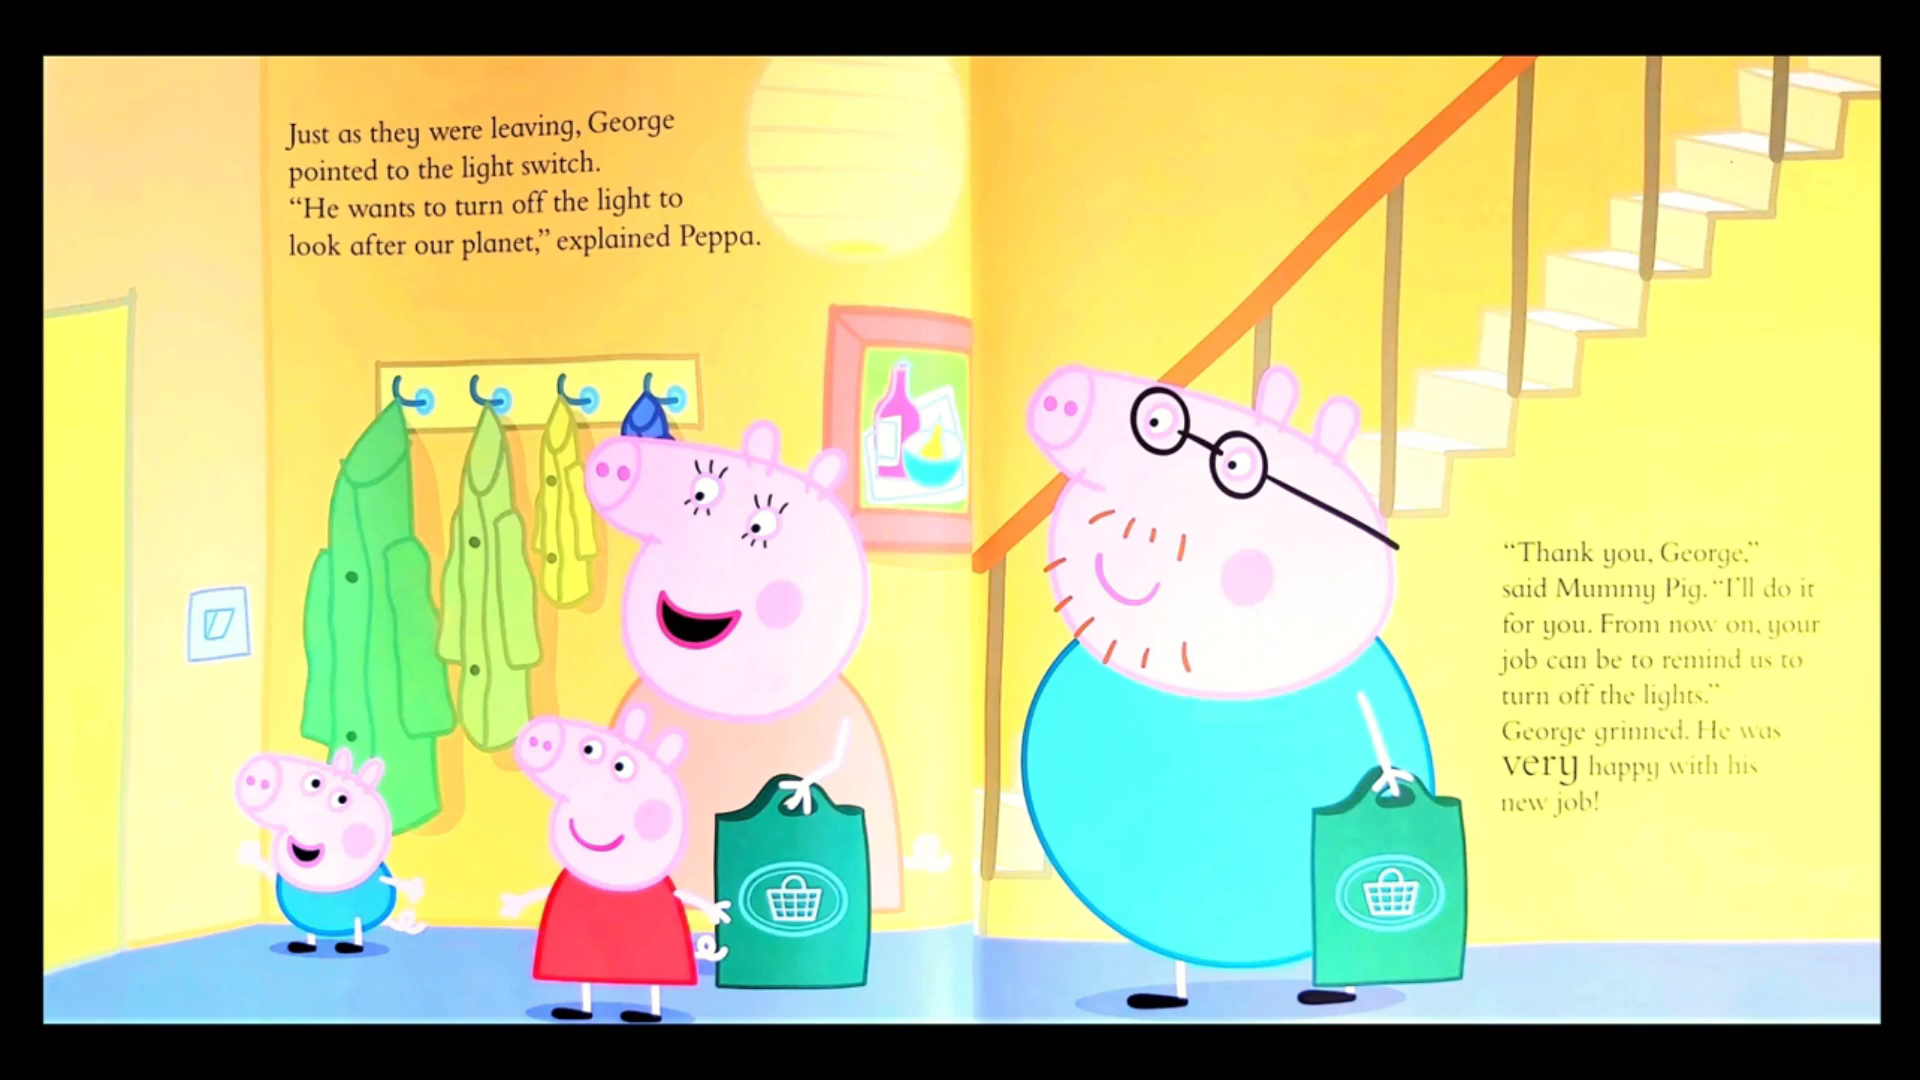 Just as they were leaving, George
pointed to the light switch.
“He wants to turn off the light to
look after our planet,” explained Peppa.
“Thank you, George,”
said Mummy Pig. “I’ll do it
for you. From now on, your
job can be to remind us to
turn off the lights.”
George grinned. He was
very happy with his
new job!